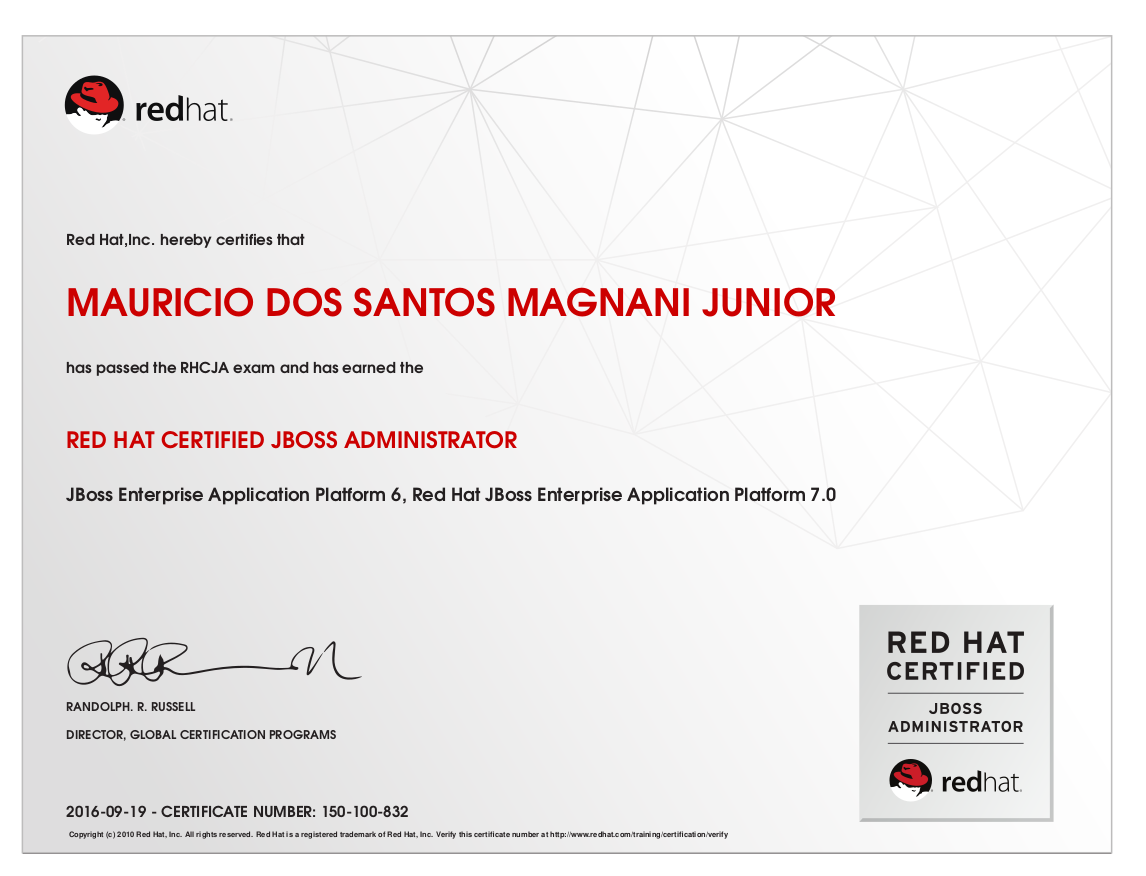 redhat.
Red Hat,Inc. hereby certifies that
MAURICIO DOS SANTOS MAGNANI JUNIOR
has passed the RHCJA exam and has earned the
RED HAT CERTIFIED JBOSS ADMINISTRATOR
JBoss Enterprise Application Platform 6, Red Hat JBoss Enterprise Application Platform 7.0
RANDOLPH. R. RUSSELL
DIRECTOR, GLOBAL CERTIFICATION PROGRAMS
2016-09-19 - CERTIFICATE NUMBER: 150-100-832
Copyright (c) 2010 Red Hat, Inc. All rights reserved. Red Hat is a registered trademark of Red Hat, Inc. Verify this certificate number at http://www.redhat.com/training/certification/verify
RED HAT
CERTIFIED
JBOSS
ADMINISTRATOR
redhat.